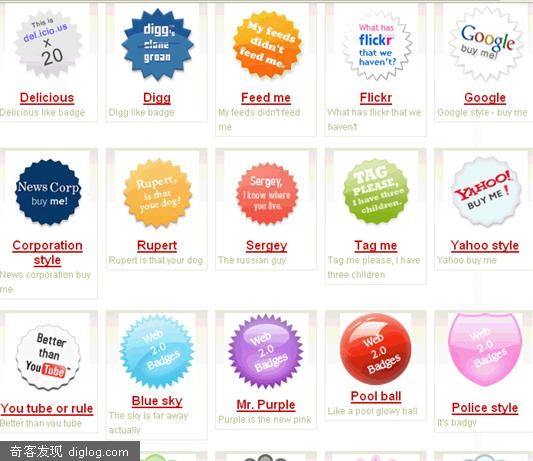 This is
del.icio.us
x
20
digg's
clone
groan
My feeds
didn't
feed me.
What has
flickr
that we
haven't?
Google
buy me!
Delicious
Digg
Feed me
Flickr
Google
Delicious like badge
Digg like badge
My feeds didn't feed
me
What has flickr that we
haven't
Google style - buy me
News Corp
buy me!
Rupert,
is that
your dog?
Sergey,
I know where
you live.
TAG
PLEASE,
I have three
children.
YAHOO!
BUY ME!
Corporation
style
Rupert
Sergey
Tag me
Yahoo style
News corporation buy
me
Rupert is that your dog
The russian guy
Tag me please, I have
three children
Yahoo buy me
Better
than
YouTube
Web
2.0
Badges
Web
2.0
Badges
Web
2.0
Badges
Web
2.0
Badges
You tube or rule
Blue sky
Mr. Purple
Pool ball
Police style
Better than you tube
The sky is far away
actually
Purple is the new pink
Like a pool glowy ball
It's badgy
奇客发现 diglog.com